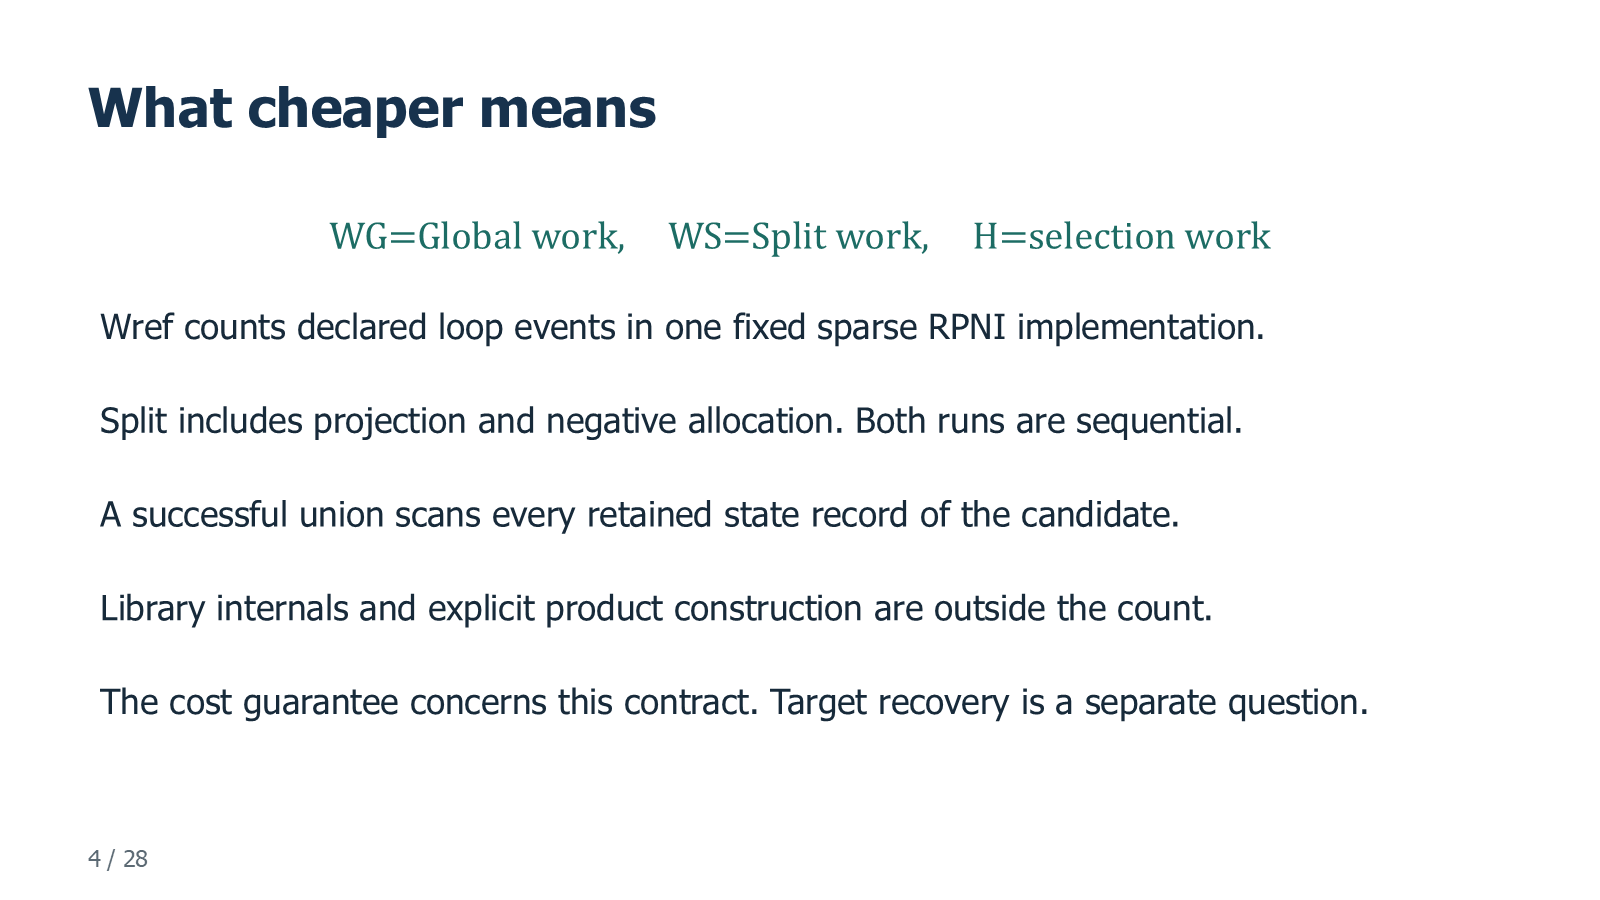 What cheaper means
WG=Global work, WS=Split work, H=selection work
Wref counts declared loop events in one fixed sparse RPNI implementation.
Split includes projection and negative allocation. Both runs are sequential.
A successful union scans every retained state record of the candidate.
Library internals and explicit product construction are outside the count.
The cost guarantee concerns this contract. Target recovery is a separate question.
4 / 28